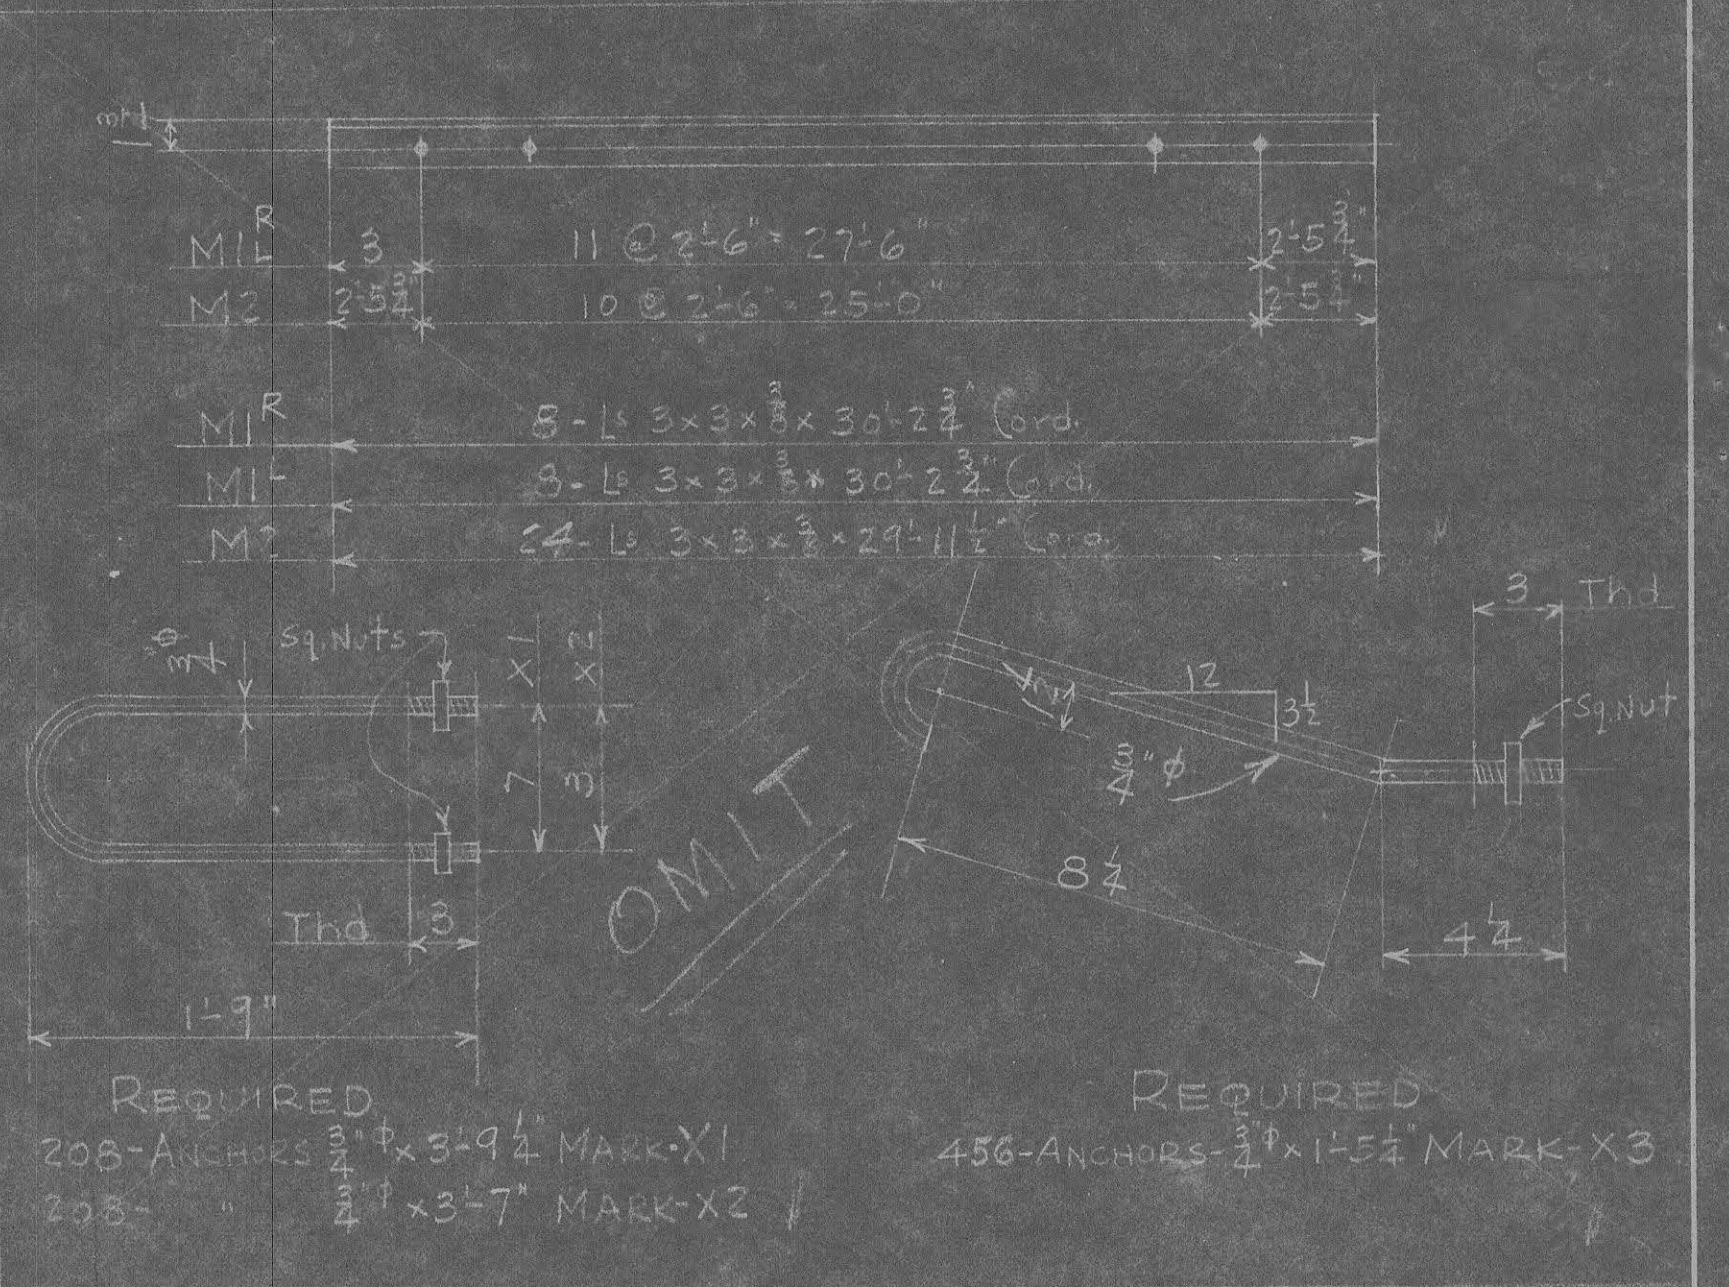 M1 R L 3 11 @ 2'-6" = 27'-6" 2'-5 3/4"
M2 2'-5 3/4" 10 @ 2'-6" = 25'-0" 2'-5 3/4"
M1R 8 - Ls 3 x 3 x 3/8 x 30'-2 3/4" Cord.
M1L 8 - Ls 3 x 3 x 3/8 x 30'-2 3/4" Cord.
M2 24 - Ls 3 x 3 x 3/8 x 29'-11 1/2" Cord.
3 Thd
Sq. Nuts
X1
X2
7
3
12
3 1/2
Sq. Nut
3/4" φ
OMIT
8 1/4
4 1/4
Thd 3
1'-9"
REQUIRED
208-ANCHORS 3/4" φ x 3'-9 1/4" MARK-X1
208- " 3/4" φ x 3'-7" MARK-X2
REQUIRED
456-ANCHORS-3/4" φ x 1'-5 1/4" MARK-X3